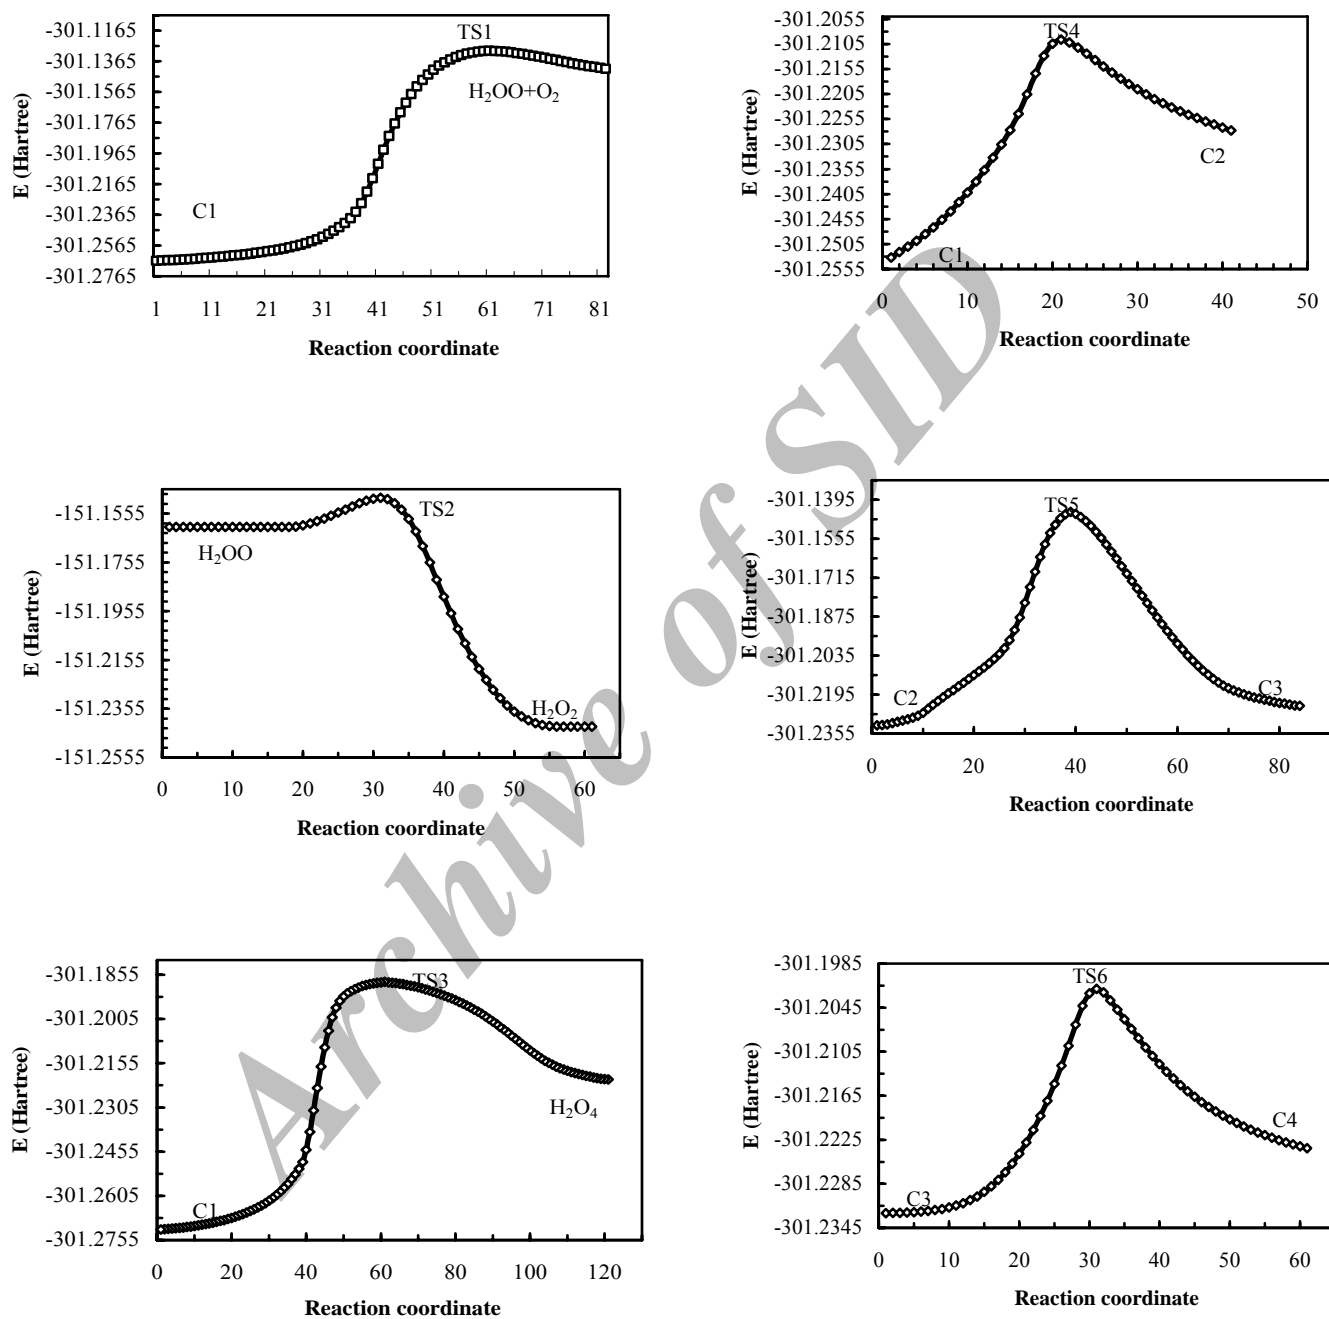 -301.1165
-301.1365
-301.1565
-301.1765
-301.1965
-301.2165
-301.2365
-301.2565
-301.2765
E (Hartree)
TS1
H₂OO+O₂
C1
1 11 21 31 41 51 61 71 81
Reaction coordinate
-301.2055
-301.2105
-301.2155
-301.2205
-301.2255
-301.2305
-301.2355
-301.2405
-301.2455
-301.2505
-301.2555
E (Hartree)
TS4
C2
C1
0 10 20 30 40 50
Reaction coordinate
-151.1555
-151.1755
-151.1955
-151.2155
-151.2355
-151.2555
E (Hartree)
TS2
H₂OO
H₂O₂
0 10 20 30 40 50 60
Reaction coordinate
-301.1395
-301.1555
-301.1715
-301.1875
-301.2035
-301.2195
-301.2355
E (Hartree)
TS5
C2
C3
0 20 40 60 80
Reaction coordinate
-301.1855
-301.2005
-301.2155
-301.2305
-301.2455
-301.2605
-301.2755
E (Hartree)
TS3
H₂O₄
C1
0 20 40 60 80 100 120
Reaction coordinate
-301.1985
-301.2045
-301.2105
-301.2165
-301.2225
-301.2285
-301.2345
E (Hartree)
TS6
C4
C3
0 10 20 30 40 50 60
Reaction coordinate
Archive of SID